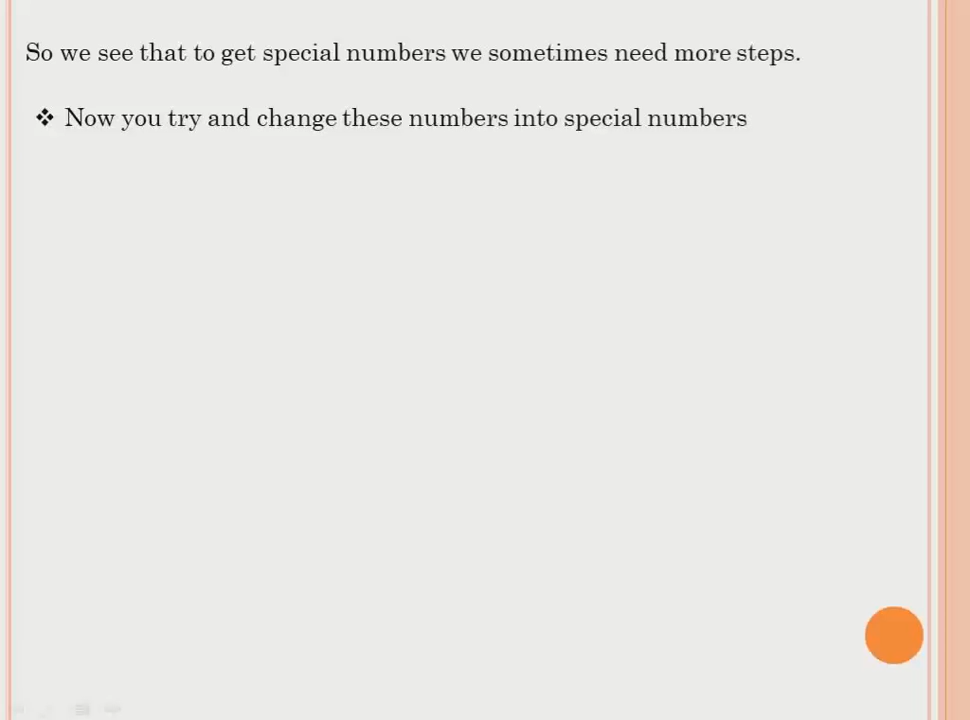 So we see that to get special numbers we sometimes need more steps.
Now you try and change these numbers into special numbers